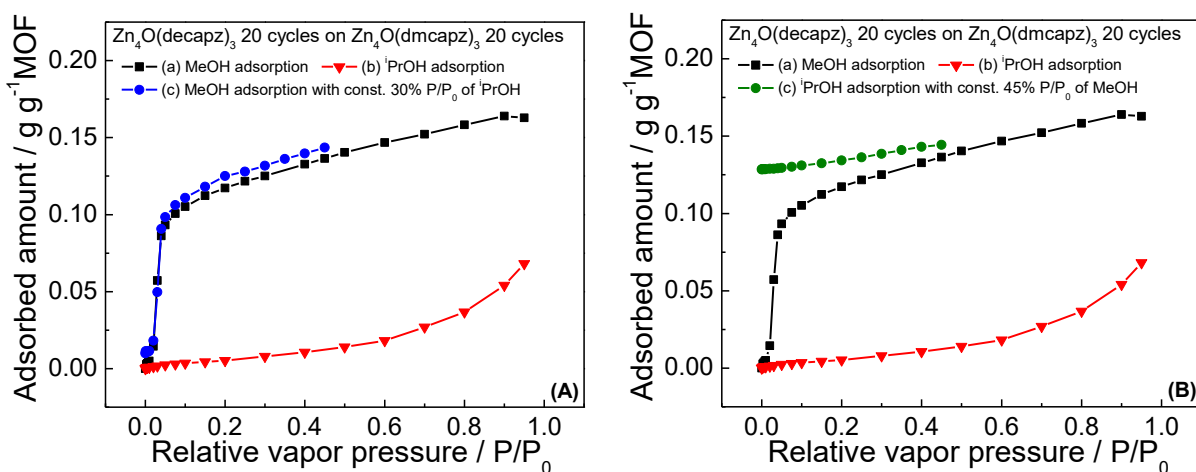 Zn₄O(decapz)₃ 20 cycles on Zn₄O(dmcapz)₃ 20 cycles
(a) MeOH adsorption (b) ⁱPrOH adsorption
(c) MeOH adsorption with const. 30% P/P₀ of ⁱPrOH
Adsorbed amount / g g⁻¹MOF
0.20
0.15
0.10
0.05
0.00
(A)
0.0 0.2 0.4 0.6 0.8 1.0
Relative vapor pressure / P/P₀
Zn₄O(decapz)₃ 20 cycles on Zn₄O(dmcapz)₃ 20 cycles
(a) MeOH adsorption (b) ⁱPrOH adsorption
(c) ⁱPrOH adsorption with const. 45% P/P₀ of MeOH
Adsorbed amount / g g⁻¹MOF
0.20
0.15
0.10
0.05
0.00
(B)
0.0 0.2 0.4 0.6 0.8 1.0
Relative vapor pressure / P/P₀